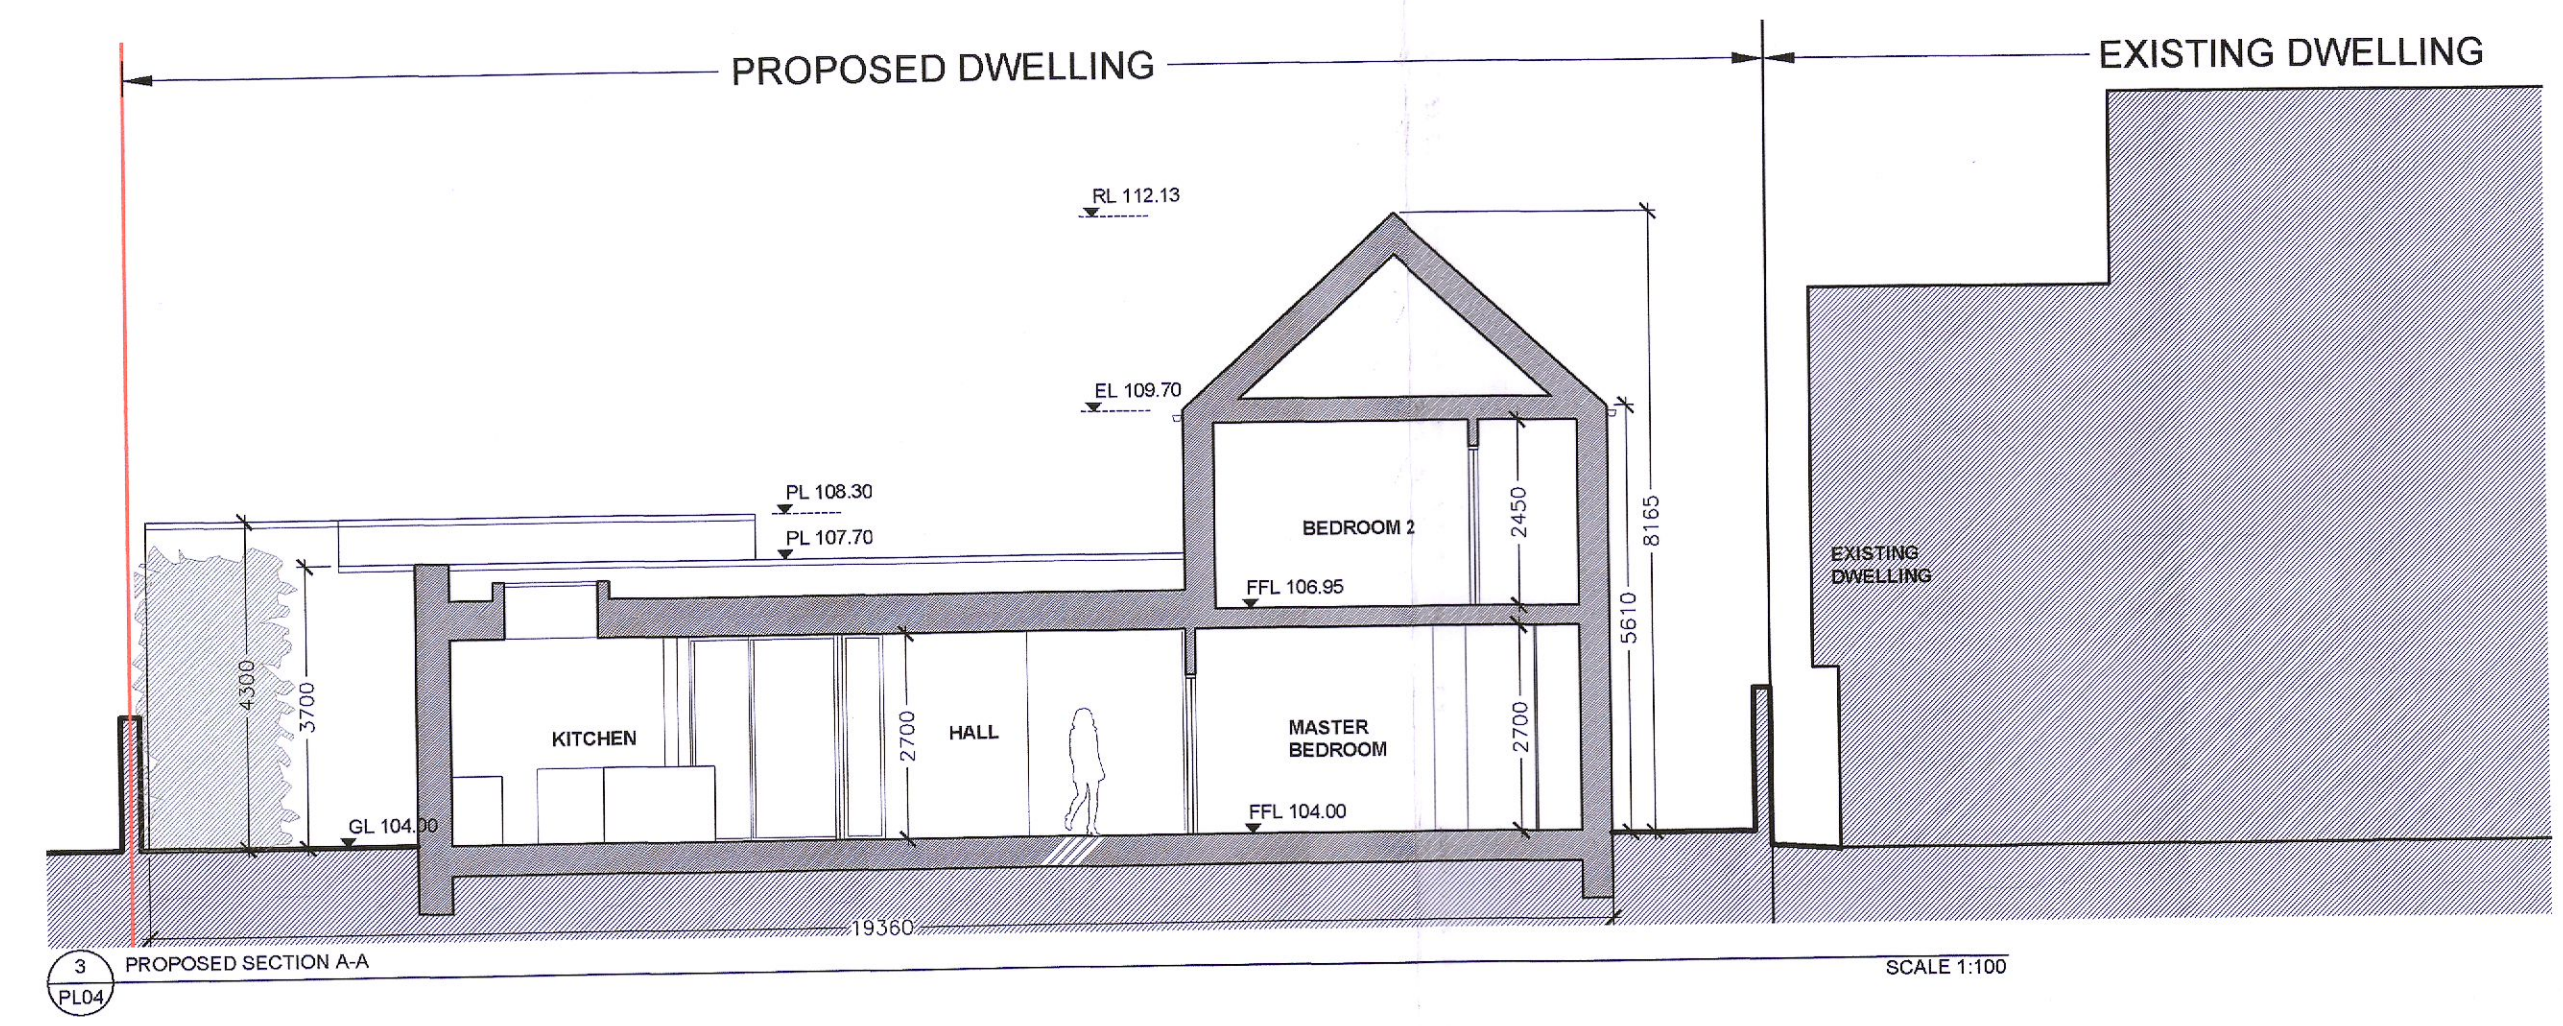 PROPOSED DWELLING
EXISTING DWELLING
RL 112.13
EL 109.70
PL 108.30
PL 107.70
BEDROOM 2
2450
8165
EXISTING
DWELLING
FFL 106.95
5610
4300
3700
KITCHEN
2700
HALL
MASTER
BEDROOM
2700
GL 104.00
FFL 104.00
19360
3
PL04
PROPOSED SECTION A-A
SCALE 1:100